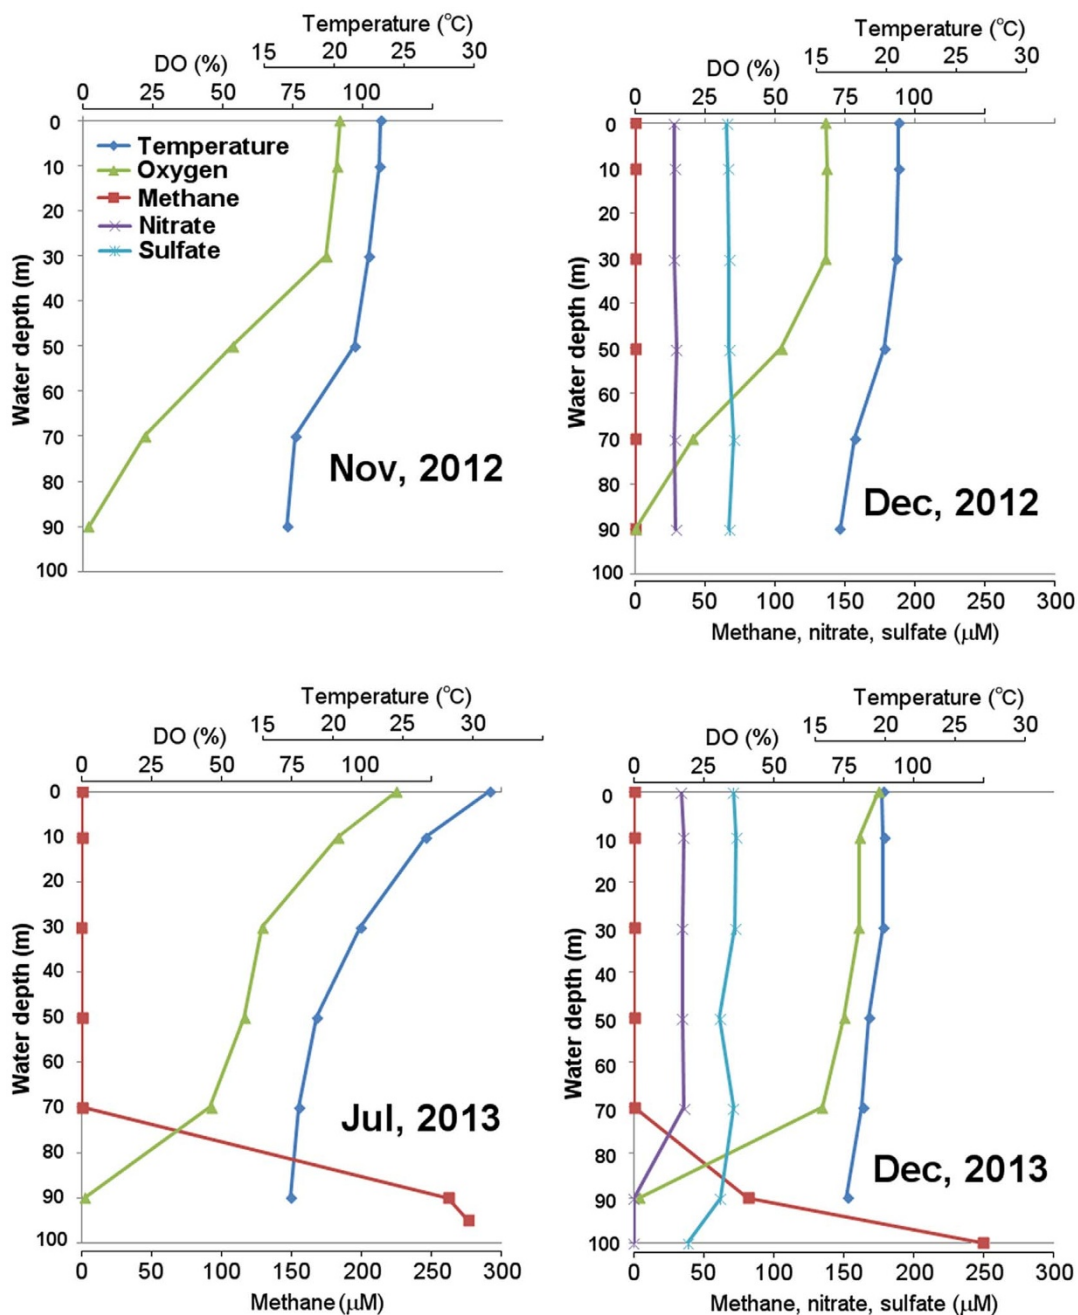 Temperature (°C)
15 20 25 30
DO (%)
0 25 50 75 100
0
10
20
30
40
50
60
70
80
90
100
Water depth (m)
Temperature
Oxygen
Methane
Nitrate
Sulfate
Nov, 2012
Temperature (°C)
15 20 25 30
DO (%)
0 25 50 75 100
0
10
20
30
40
50
60
70
80
90
100
Water depth (m)
Dec, 2012
0 50 100 150 200 250 300
Methane, nitrate, sulfate (μM)
Temperature (°C)
15 20 25 30
DO (%)
0 25 50 75 100
0
10
20
30
40
50
60
70
80
90
100
Water depth (m)
Jul, 2013
0 50 100 150 200 250 300
Methane (μM)
Temperature (°C)
15 20 25 30
DO (%)
0 25 50 75 100
0
10
20
30
40
50
60
70
80
90
100
Water depth (m)
Dec, 2013
0 50 100 150 200 250 300
Methane, nitrate, sulfate (μM)